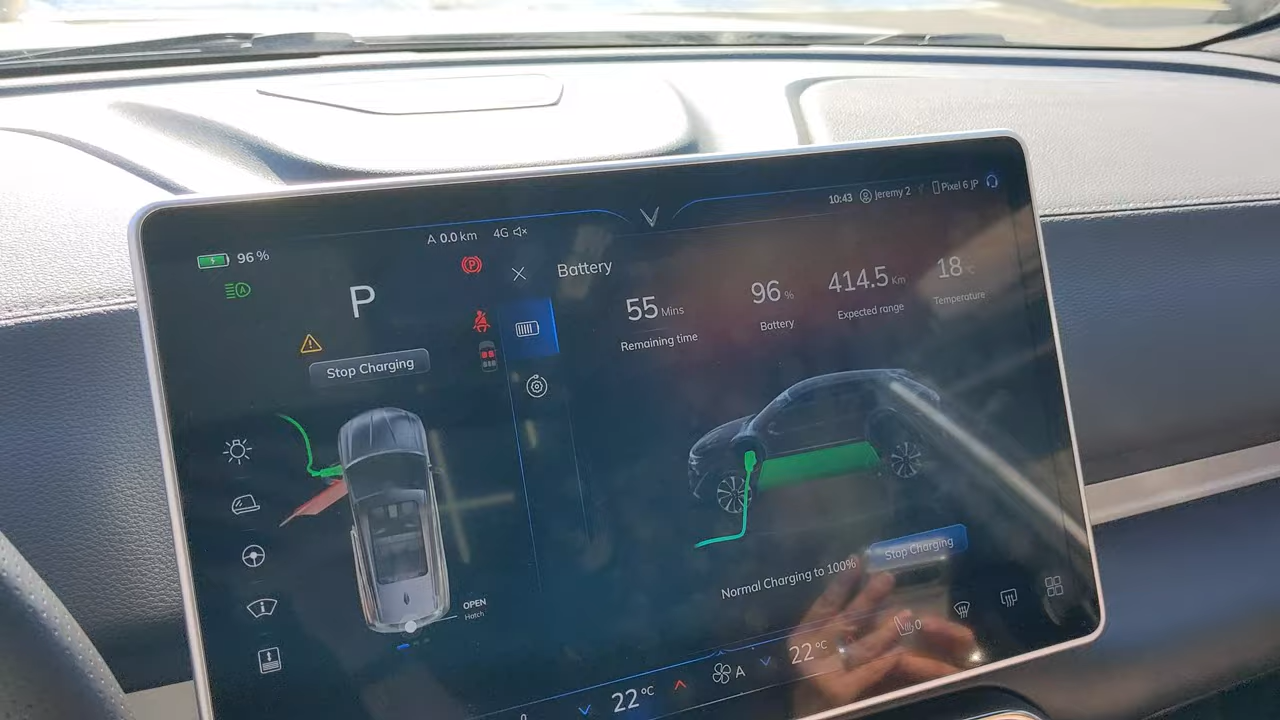 96 %
A 0.0 km 4G
10:43 Jeremy 2 Pixel 6 JP
P
Stop Charging
Battery
55 Mins
Remaining time
96 %
Battery
414.5 Km
Expected range
18 °C
Temperature
OPEN
Hatch
Normal Charging to 100%
Stop Charging
22 °C
A
22 °C
0